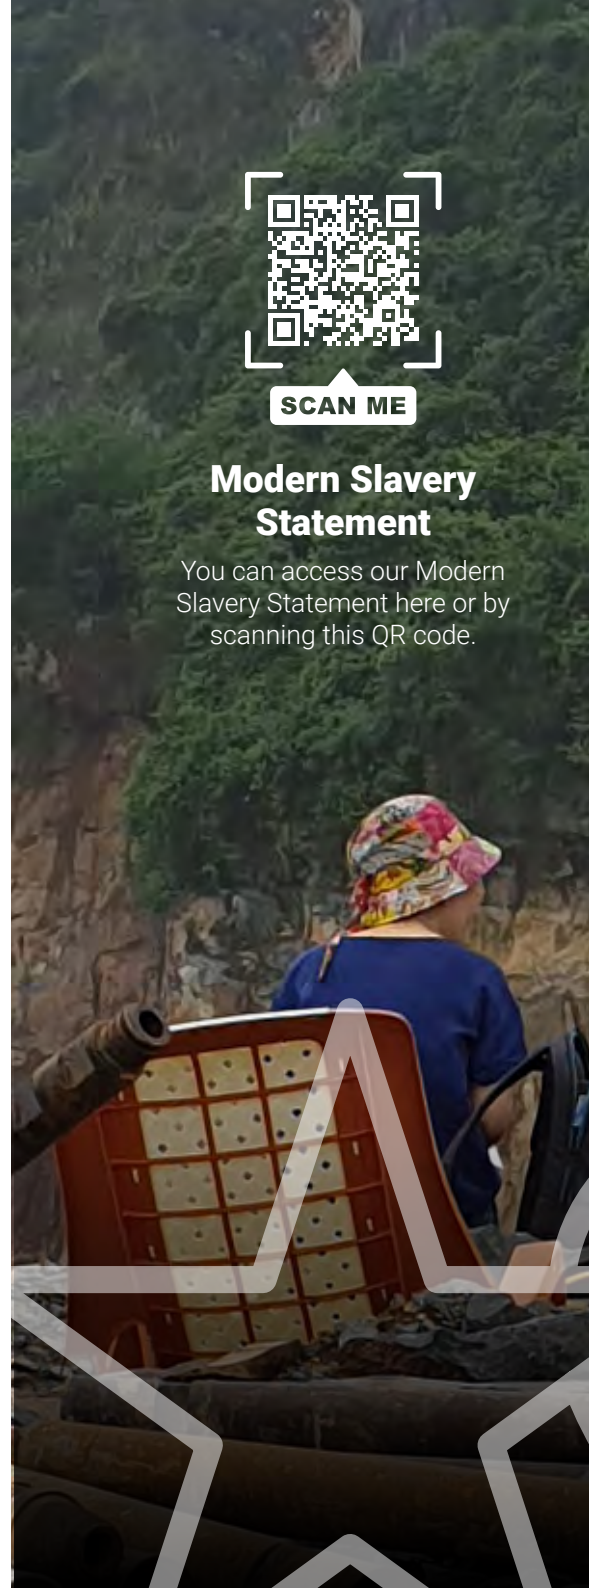 SCAN ME
Modern Slavery
Statement
You can access our Modern
Slavery Statement here or by
scanning this QR code.